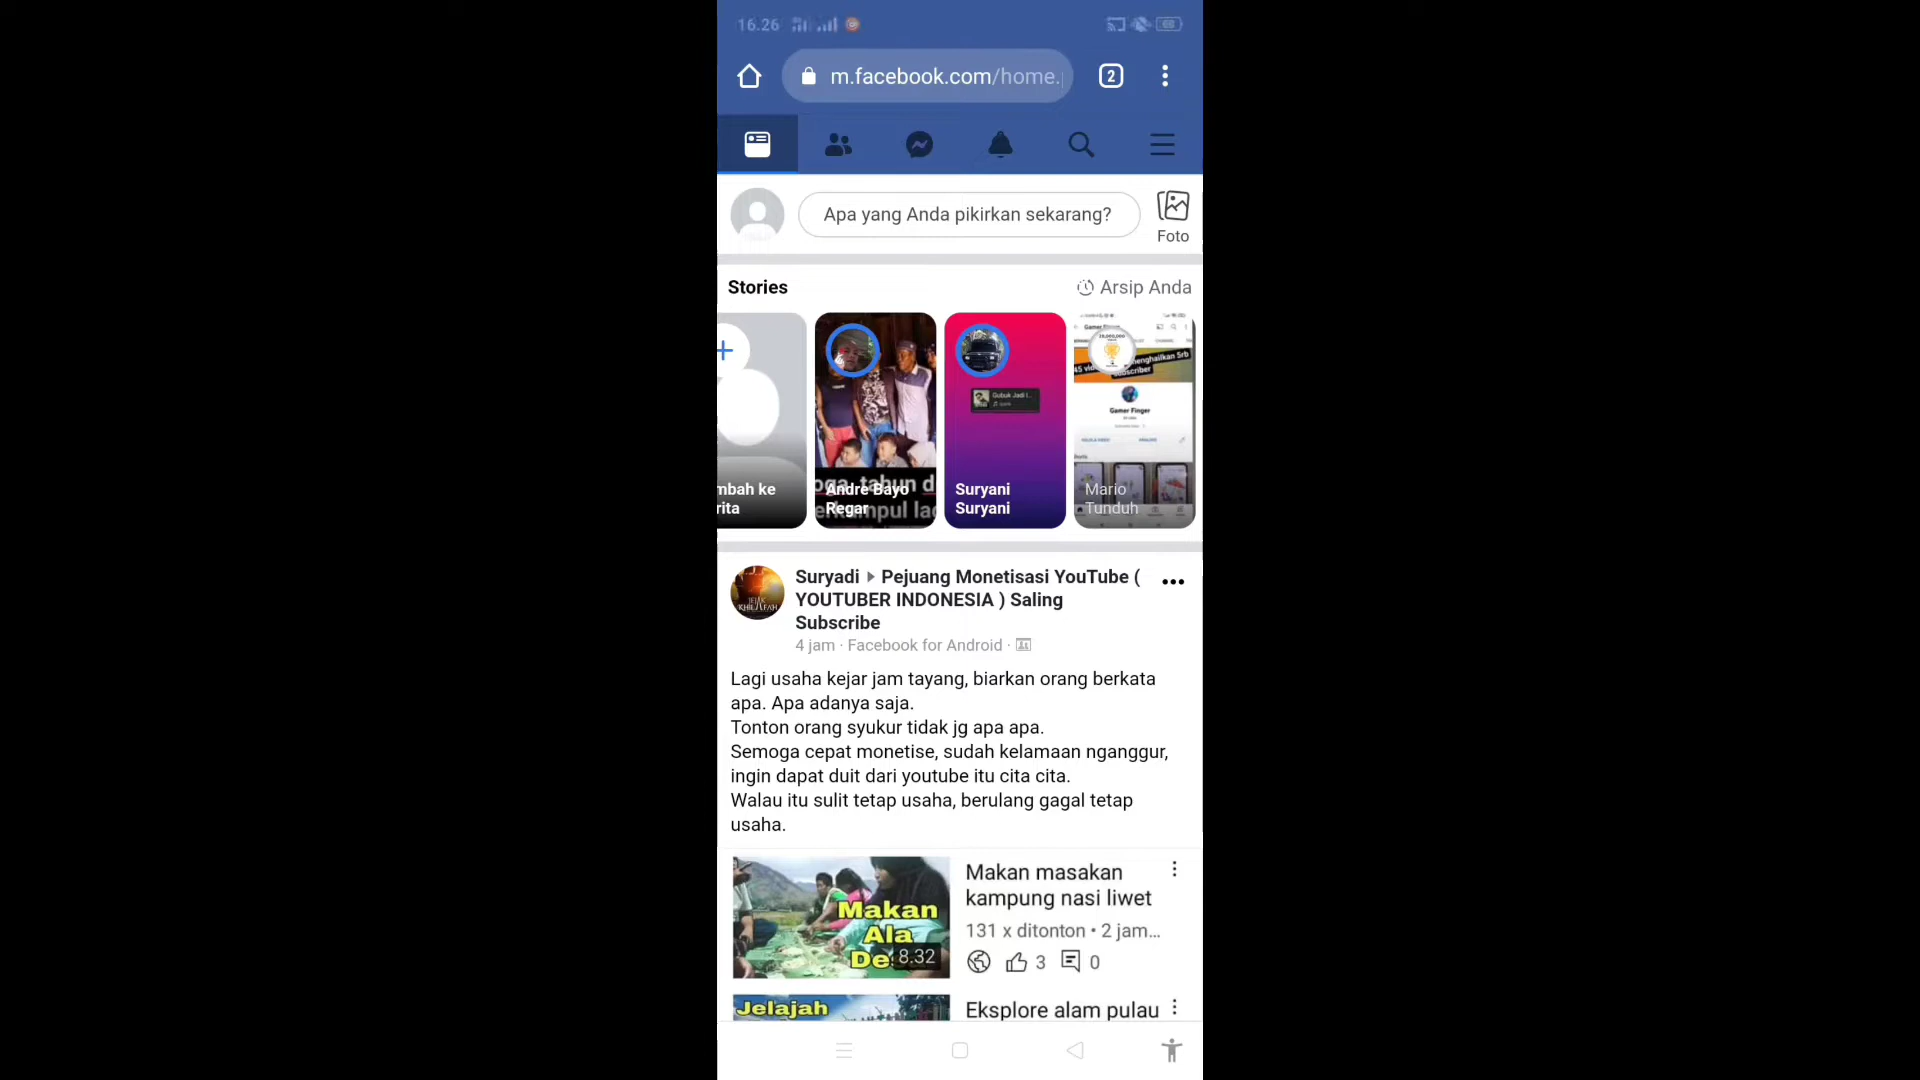 16.26
m.facebook.com/home.
2
Apa yang Anda pikirkan sekarang?
Foto
Stories
Arsip Anda
mbah ke
rita
Andre Bayo
Regar
Suryani
Suryani
Gamer Finger
Mario
Tunduh
Suryadi ▸ Pejuang Monetisasi YouTube (
YOUTUBER INDONESIA ) Saling
Subscribe
4 jam · Facebook for Android ·
Lagi usaha kejar jam tayang, biarkan orang berkata
apa. Apa adanya saja.
Tonton orang syukur tidak jg apa apa.
Semoga cepat monetise, sudah kelamaan nganggur,
ingin dapat duit dari youtube itu cita cita.
Walau itu sulit tetap usaha, berulang gagal tetap
usaha.
Makan
Ala
De
8.32
Makan masakan
kampung nasi liwet
131 x ditonton • 2 jam...
3
0
Jelajah
Eksplore alam pulau